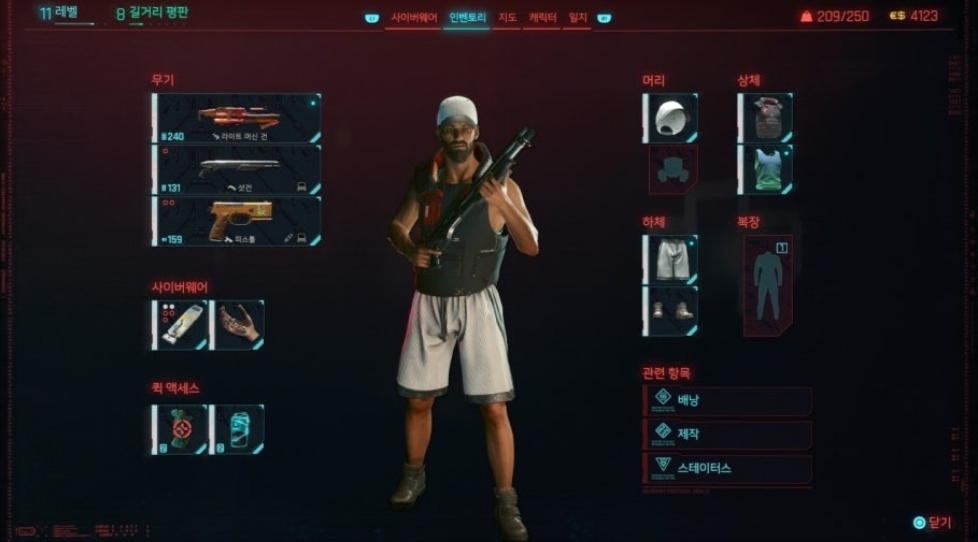 11 레벨
8 길거리 평판
사이버웨어 인벤토리 지도 캐릭터 일지
209/250
€$ 4123
무기
240 라이트 머신 건
131 샷건
159 피스톨
사이버웨어
퀵 액세스
2
2
머리
상체
하체
복장
1
관련 항목
배낭
제작
스테이터스
닫기